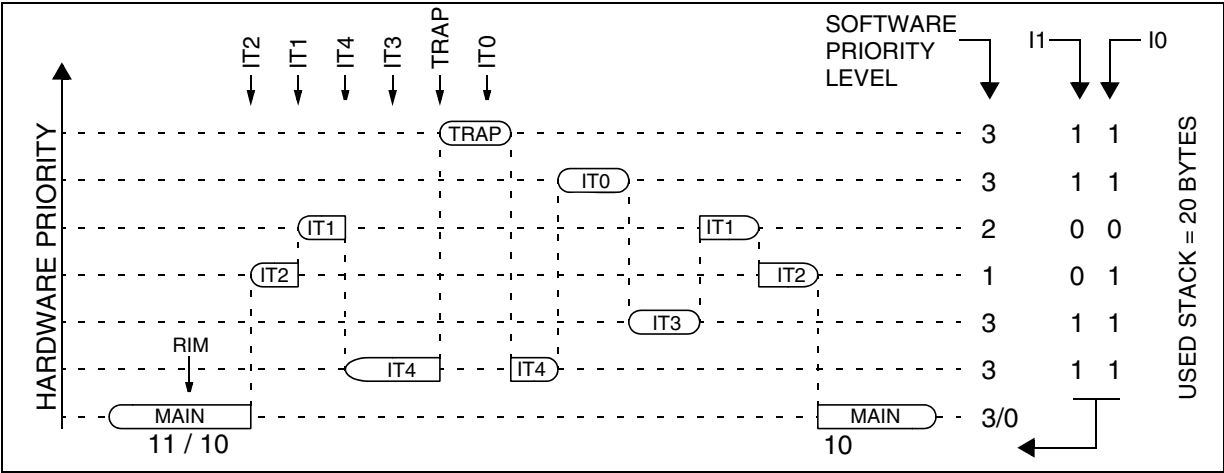 SOFTWARE
PRIORITY
LEVEL
I1
I0
IT2
IT1
IT4
IT3
TRAP
IT0
HARDWARE PRIORITY
USED STACK = 20 BYTES
TRAP
3
1 1
IT0
3
1 1
IT1
IT1
2
0 0
IT2
IT2
1
0 1
IT3
3
1 1
RIM
IT4
IT4
3
1 1
MAIN
MAIN
3/0
11 / 10
10